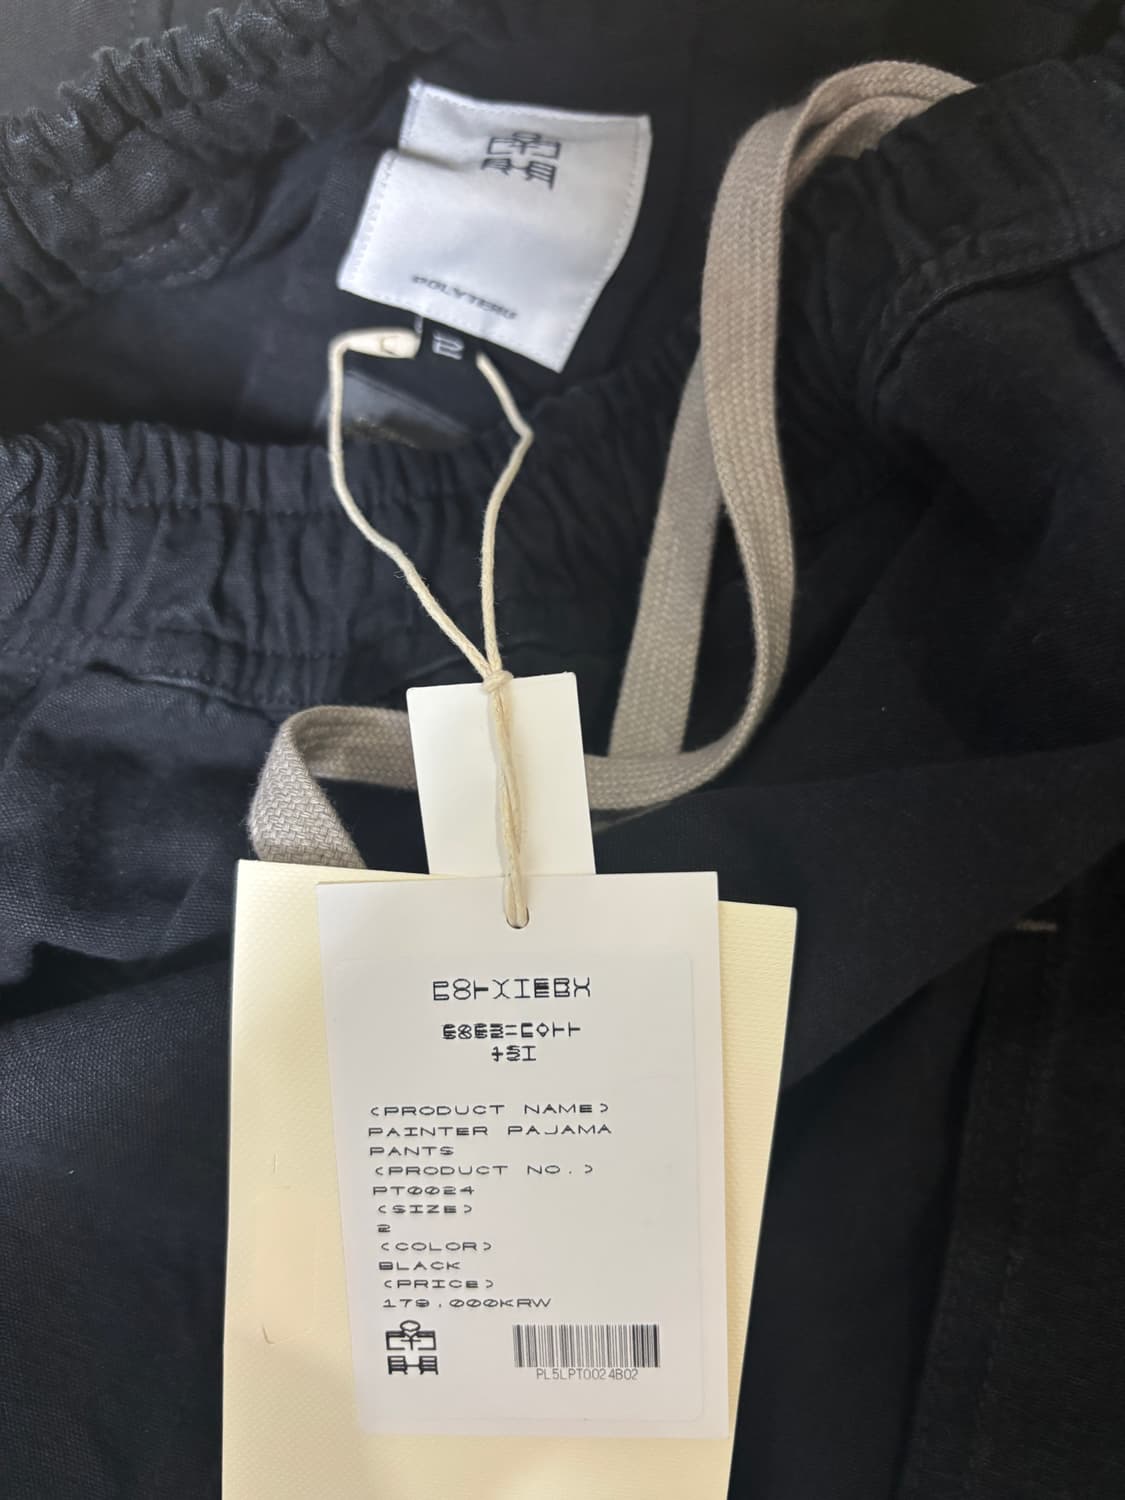 POLYTERU
2
<PRODUCT NAME>
PAINTER PAJAMA
PANTS
<PRODUCT NO.>
PT0024
<SIZE>
2
<COLOR>
BLACK
<PRICE>
179.000KRW
PL5LPT0024B02